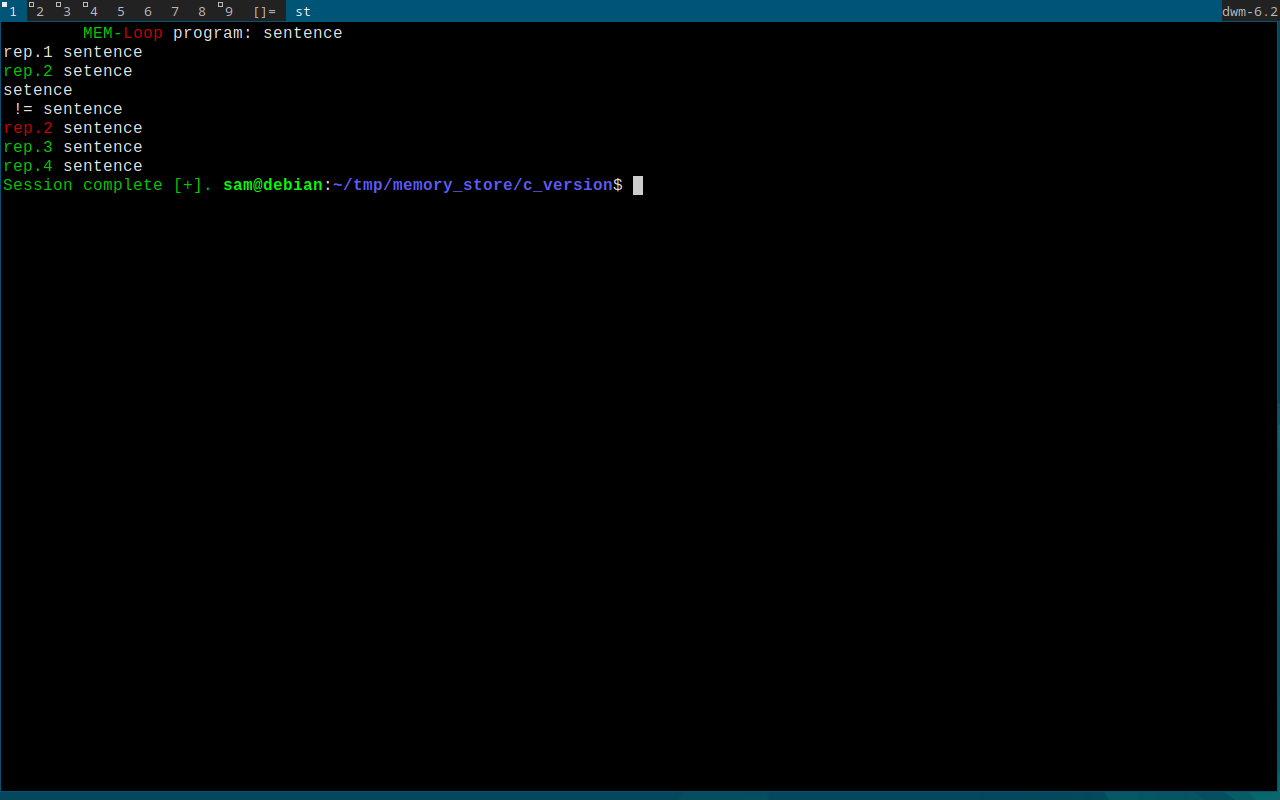 1 2 3 4 5 6 7 8 9 []= st dwm-6.2
MEM-Loop program: sentence
rep.1 sentence
rep.2 setence
setence
 != sentence
rep.2 sentence
rep.3 sentence
rep.4 sentence
Session complete [+]. sam@debian:~/tmp/memory_store/c_version$